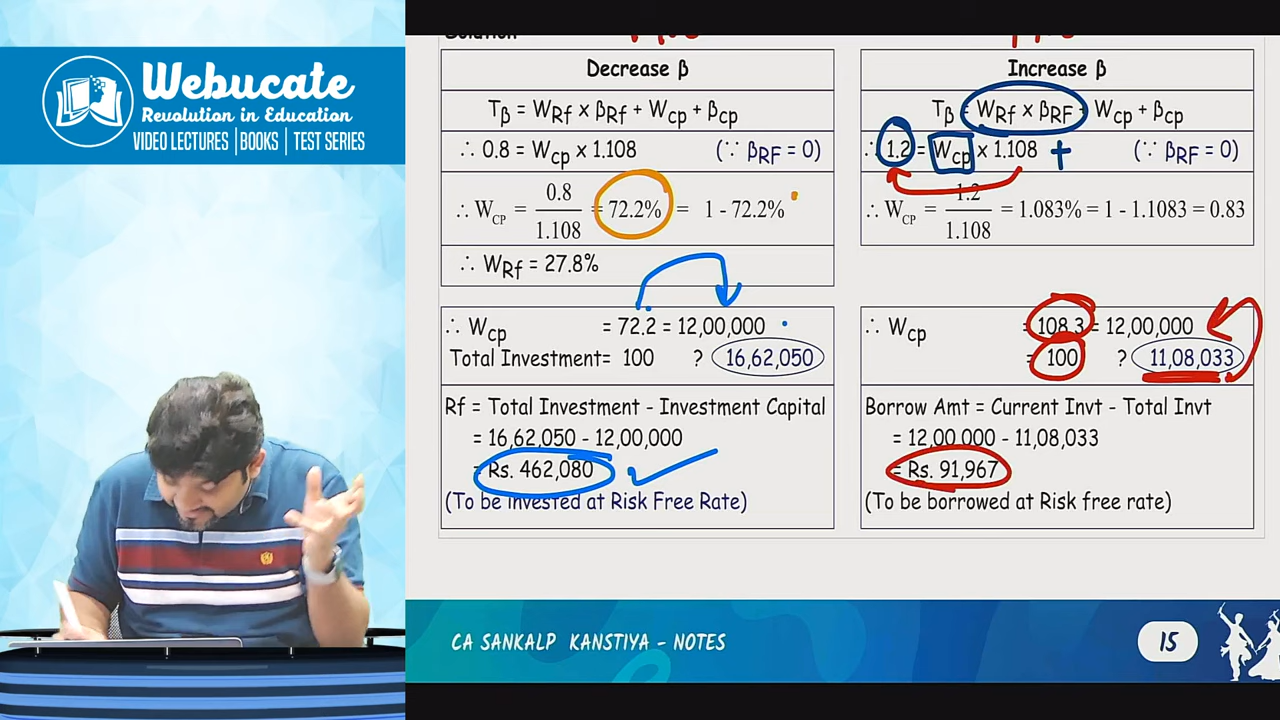 Webucate
Revolution in Education
VIDEO LECTURES | BOOKS | TEST SERIES
Decrease β
Tβ = WRf x βRf + Wcp + βcp
∴ 0.8 = Wcp x 1.108 (∵ βRF = 0)
∴ WCP = 0.8 / 1.108 = 72.2% = 1 - 72.2%
∴ WRf = 27.8%
∴ Wcp = 72.2 = 12,00,000
Total Investment= 100 ? 16,62,050
Rf = Total Investment - Investment Capital
= 16,62,050 - 12,00,000
= Rs. 462,080
(To be invested at Risk Free Rate)
Increase β
Tβ = WRf x βRF + Wcp + βcp
∴ 1.2 = Wcp x 1.108 + (∵ βRF = 0)
∴ WCP = 1.2 / 1.108 = 1.083% = 1 - 1.1083 = 0.83
∴ Wcp = 108.3 = 12,00,000
= 100 ? 11,08,033
Borrow Amt = Current Invt - Total Invt
= 12,00,000 - 11,08,033
= Rs. 91,967
(To be borrowed at Risk free rate)
CA SANKALP KANSTIYA - NOTES
15